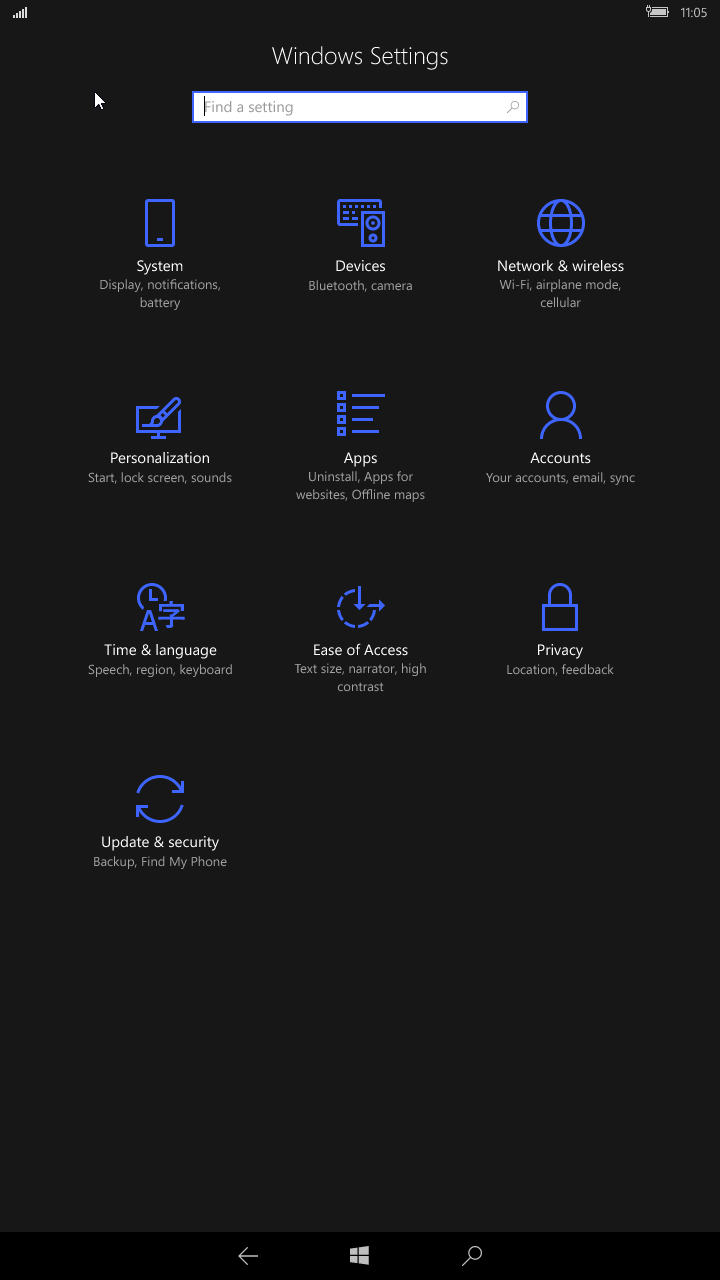 11:05
Windows Settings
Find a setting
System
Display, notifications,
battery
Devices
Bluetooth, camera
Network & wireless
Wi-Fi, airplane mode,
cellular
Personalization
Start, lock screen, sounds
Apps
Uninstall, Apps for
websites, Offline maps
Accounts
Your accounts, email, sync
A字
Time & language
Speech, region, keyboard
Ease of Access
Text size, narrator, high
contrast
Privacy
Location, feedback
Update & security
Backup, Find My Phone